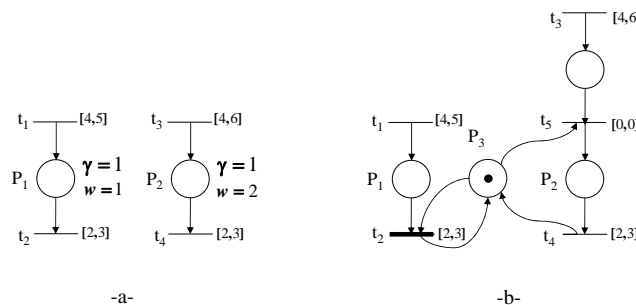 t3 [4,6]
t1 [4,5] t3 [4,6] t1 [4,5] t5 [0,0]
P3
P1 γ = 1 w = 1 P2 γ = 1 w = 2 P1 P2
t2 [2,3] t4 [2,3] t2 [2,3] t4 [2,3]
-a- -b-